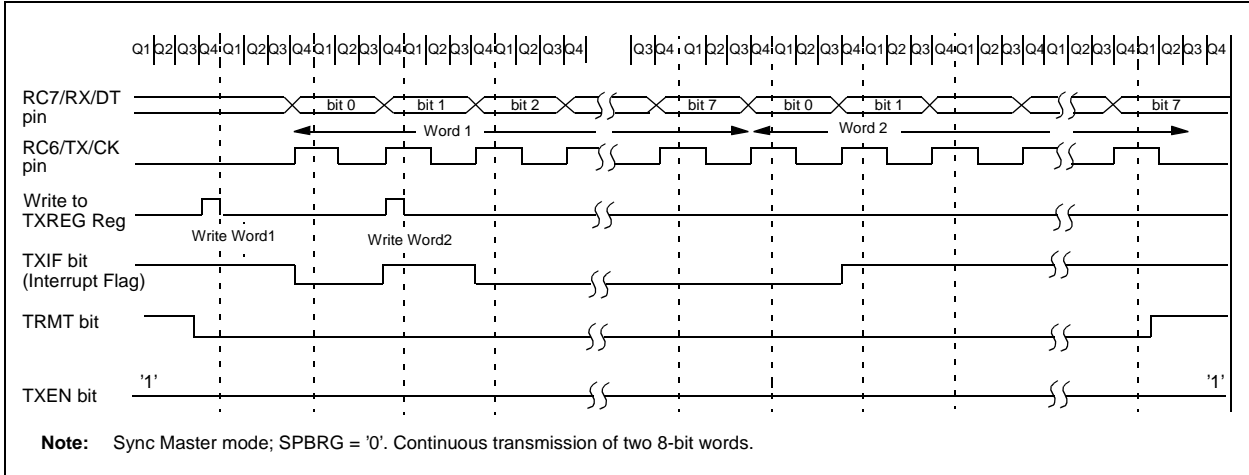 Q1 Q2 Q3 Q4 Q1 Q2 Q3 Q4 Q1 Q2 Q3 Q4 Q1 Q2 Q3 Q4 Q1 Q2 Q3 Q4 Q3 Q4 Q1 Q2 Q3 Q4 Q1 Q2 Q3 Q4 Q1 Q2 Q3 Q4 Q1 Q2 Q3 Q4 Q1 Q2 Q3 Q4 Q1 Q2 Q3 Q4
RC7/RX/DT
pin
bit 0 bit 1 bit 2 bit 7 bit 0 bit 1 bit 7
Word 1 Word 2
RC6/TX/CK
pin
Write to
TXREG Reg
Write Word1 Write Word2
TXIF bit
(Interrupt Flag)
TRMT bit
'1' '1'
TXEN bit
Note: Sync Master mode; SPBRG = '0'. Continuous transmission of two 8-bit words.